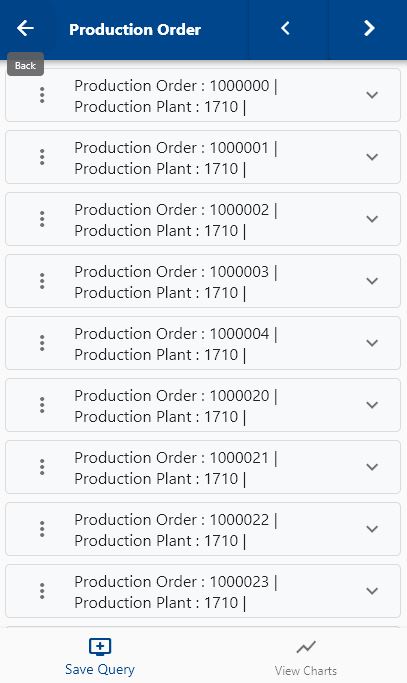 Production Order
Back
Production Order : 1000000 |
Production Plant : 1710 |
Production Order : 1000001 |
Production Plant : 1710 |
Production Order : 1000002 |
Production Plant : 1710 |
Production Order : 1000003 |
Production Plant : 1710 |
Production Order : 1000004 |
Production Plant : 1710 |
Production Order : 1000020 |
Production Plant : 1710 |
Production Order : 1000021 |
Production Plant : 1710 |
Production Order : 1000022 |
Production Plant : 1710 |
Production Order : 1000023 |
Production Plant : 1710 |
Save Query
View Charts